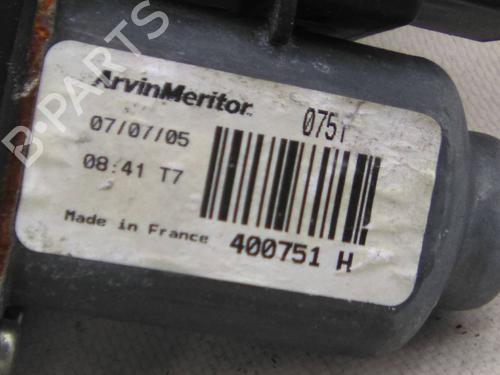 B-PARTS
ArvinMeritor
0751
07/07/05
08:41 T7
Made in France
400751 H